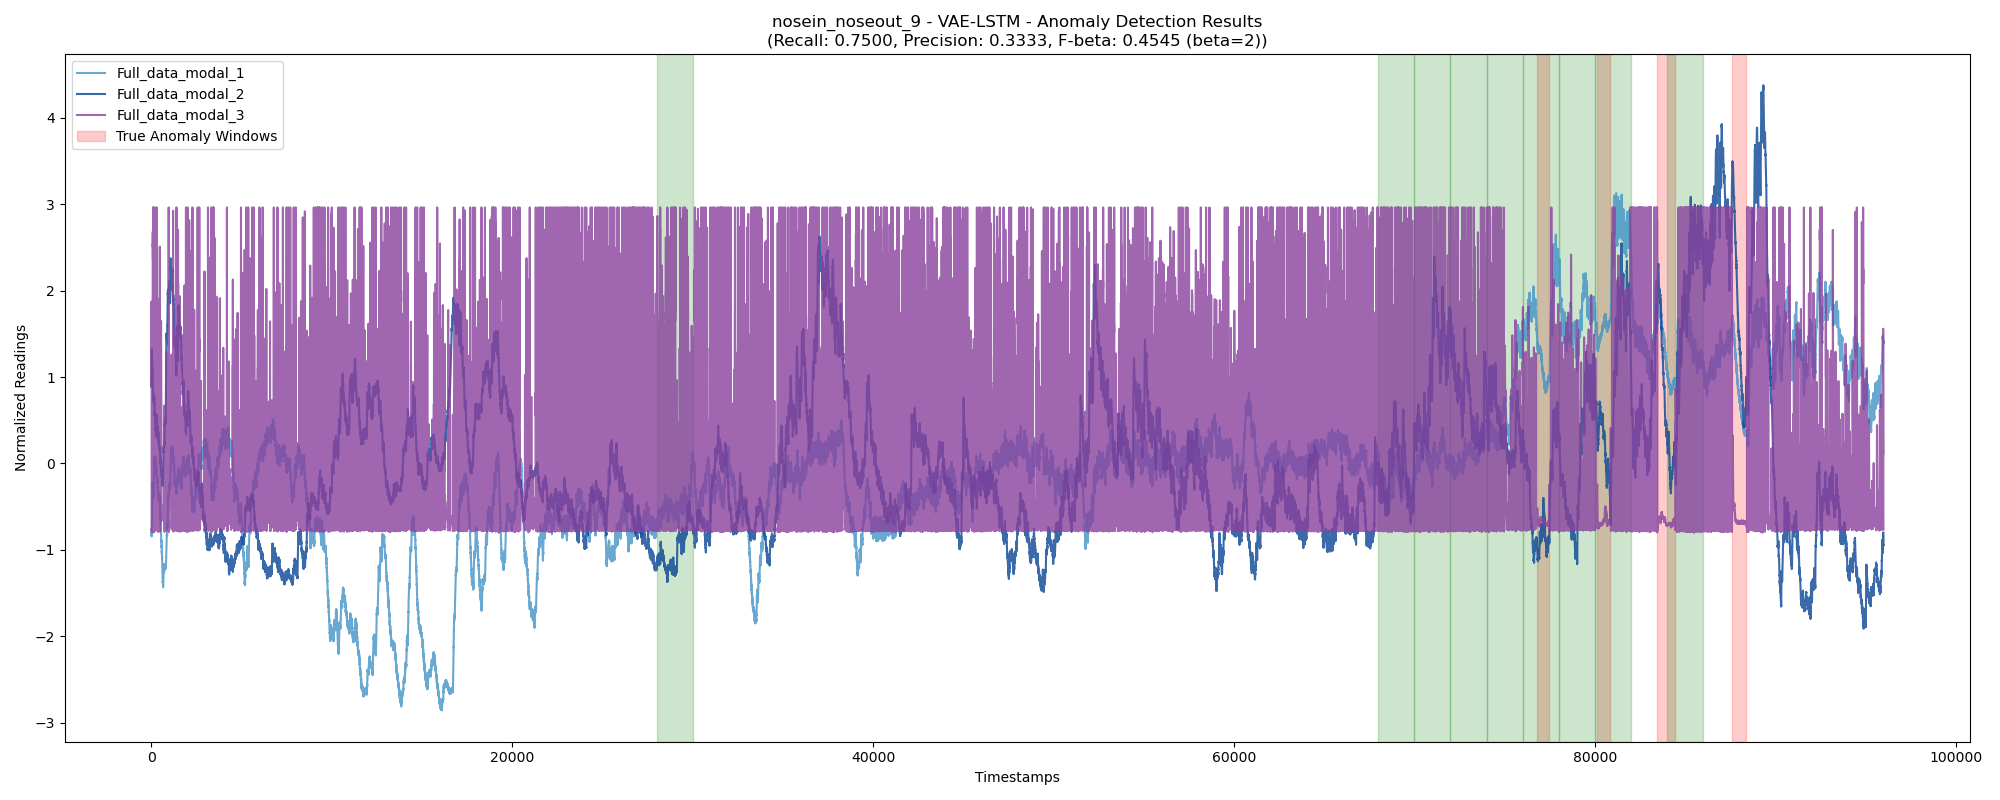 nosein_noseout_9 - VAE-LSTM - Anomaly Detection Results
(Recall: 0.7500, Precision: 0.3333, F-beta: 0.4545 (beta=2))
Full_data_modal_1
Full_data_modal_2
Full_data_modal_3
True Anomaly Windows
Normalized Readings
4
3
2
1
0
−1
−2
−3
0 20000 40000 60000 80000 100000
Timestamps